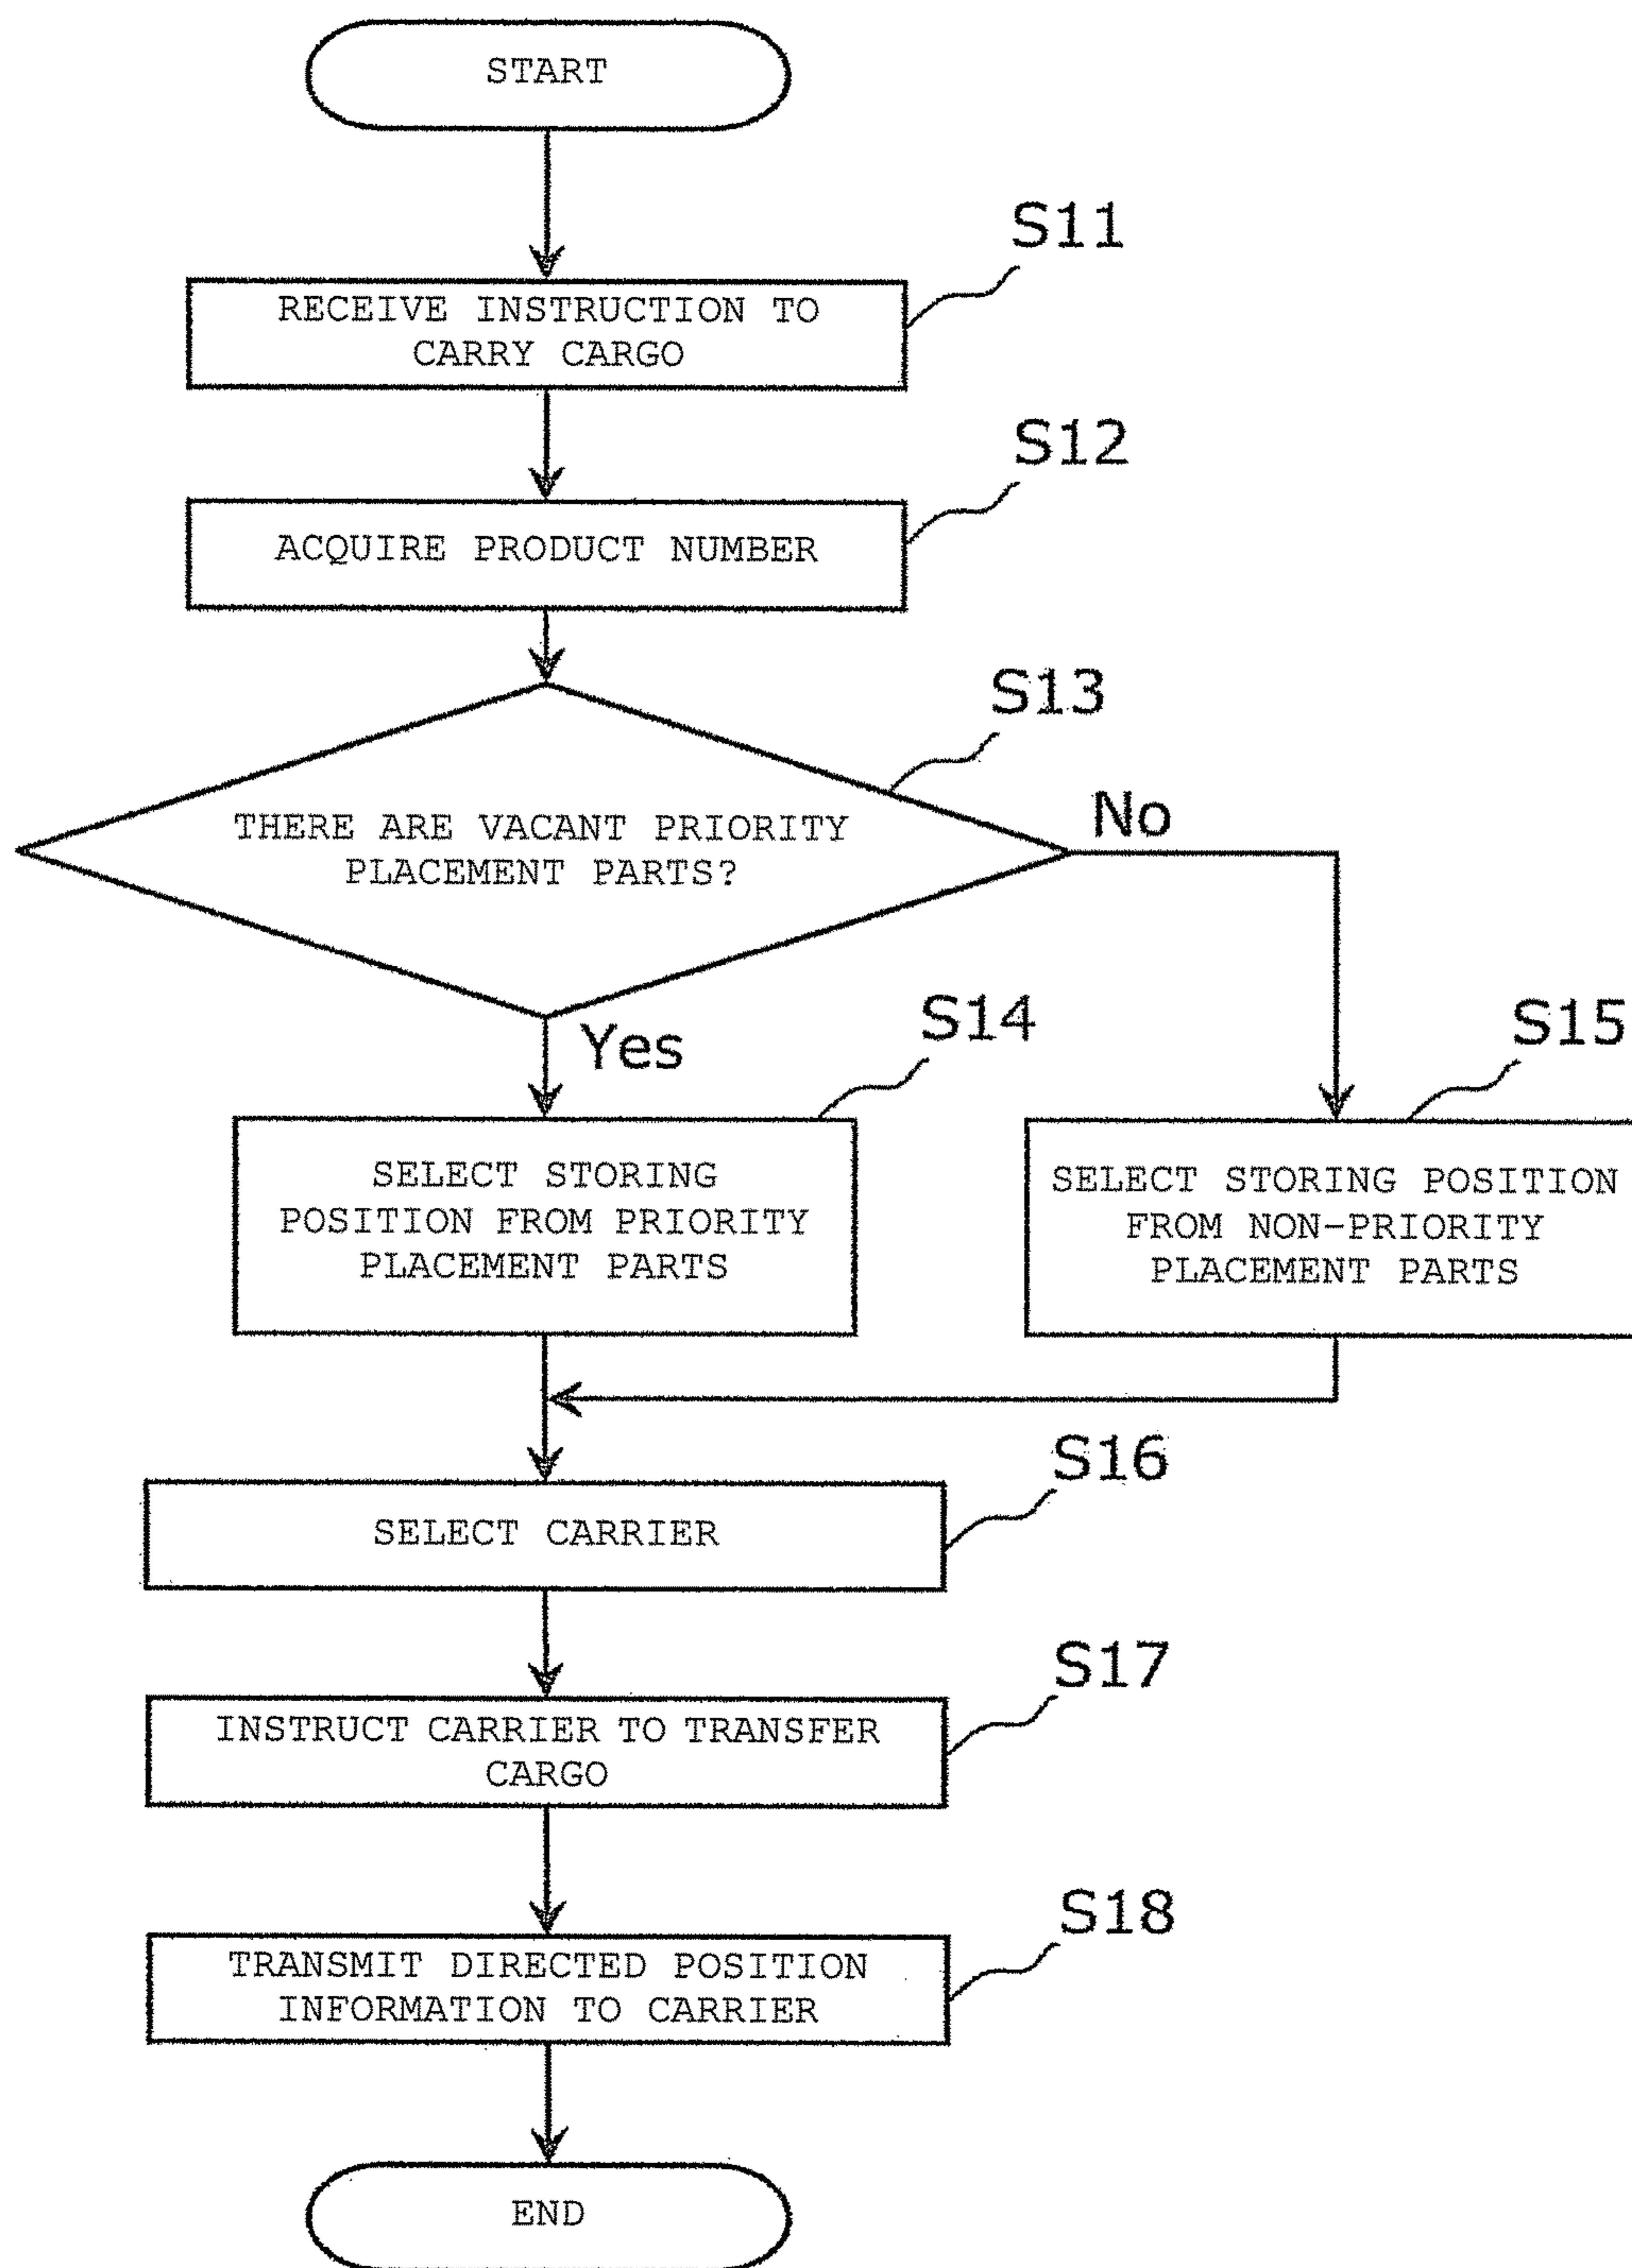 START
S11
RECEIVE INSTRUCTION TO
CARRY CARGO
S12
ACQUIRE PRODUCT NUMBER
S13
THERE ARE VACANT PRIORITY
PLACEMENT PARTS?
No
Yes
S14
SELECT STORING
POSITION FROM PRIORITY
PLACEMENT PARTS
S15
SELECT STORING POSITION
FROM NON-PRIORITY
PLACEMENT PARTS
S16
SELECT CARRIER
S17
INSTRUCT CARRIER TO TRANSFER
CARGO
S18
TRANSMIT DIRECTED POSITION
INFORMATION TO CARRIER
END